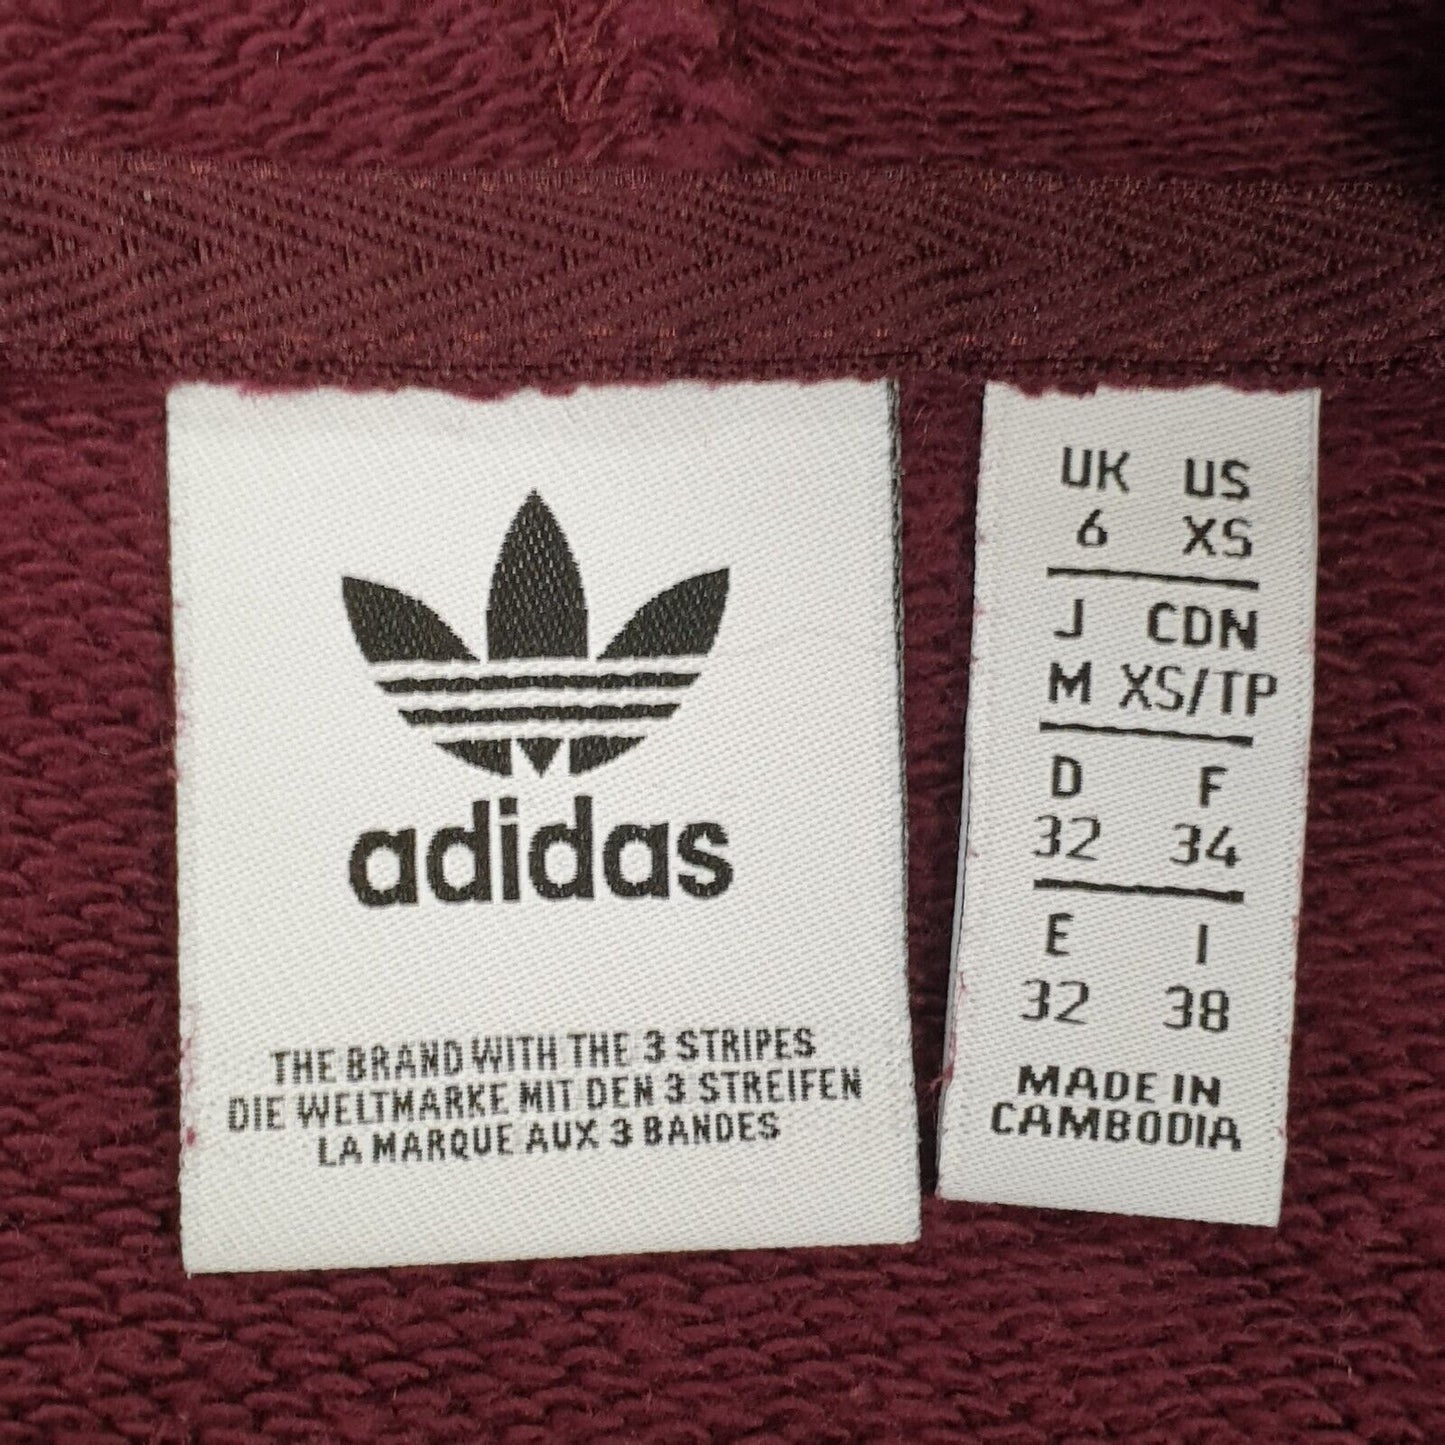 adidas
THE BRAND WITH THE 3 STRIPES
DIE WELTMARKE MIT DEN 3 STREIFEN
LA MARQUE AUX 3 BANDES
UK US
6 XS
J CDN
M XS/TP
D F
32 34
E I
32 38
MADE IN
CAMBODIA